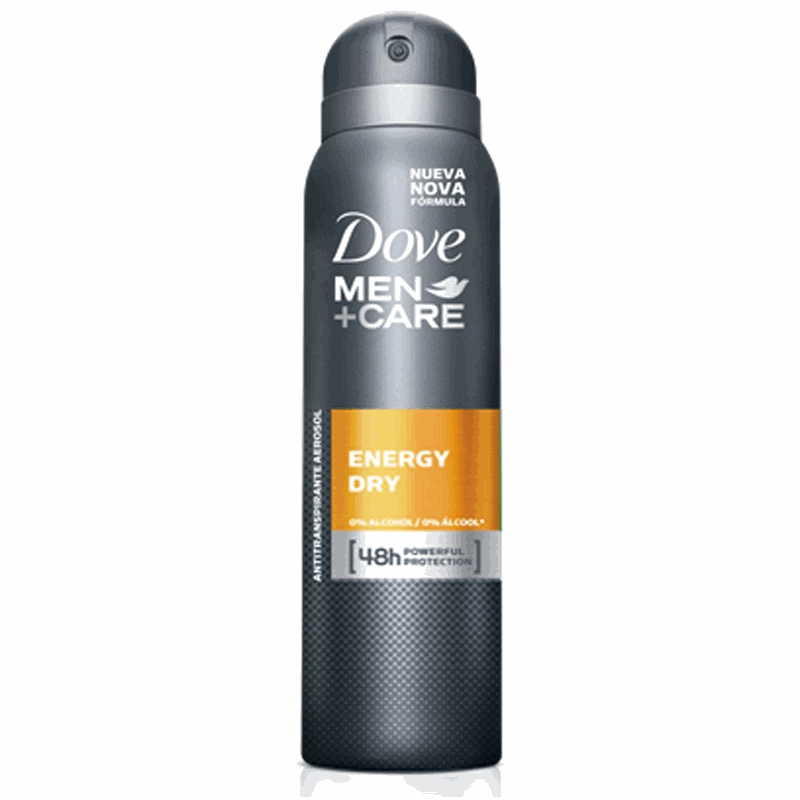 NUEVA
NOVA
FÓRMULA
Dove
MEN
+CARE
ANTITRANSPIRANTE AEROSOL
ENERGY
DRY
0% ALCOHOL / 0% ÁLCOOL*
[48h POWERFUL
PROTECTION]